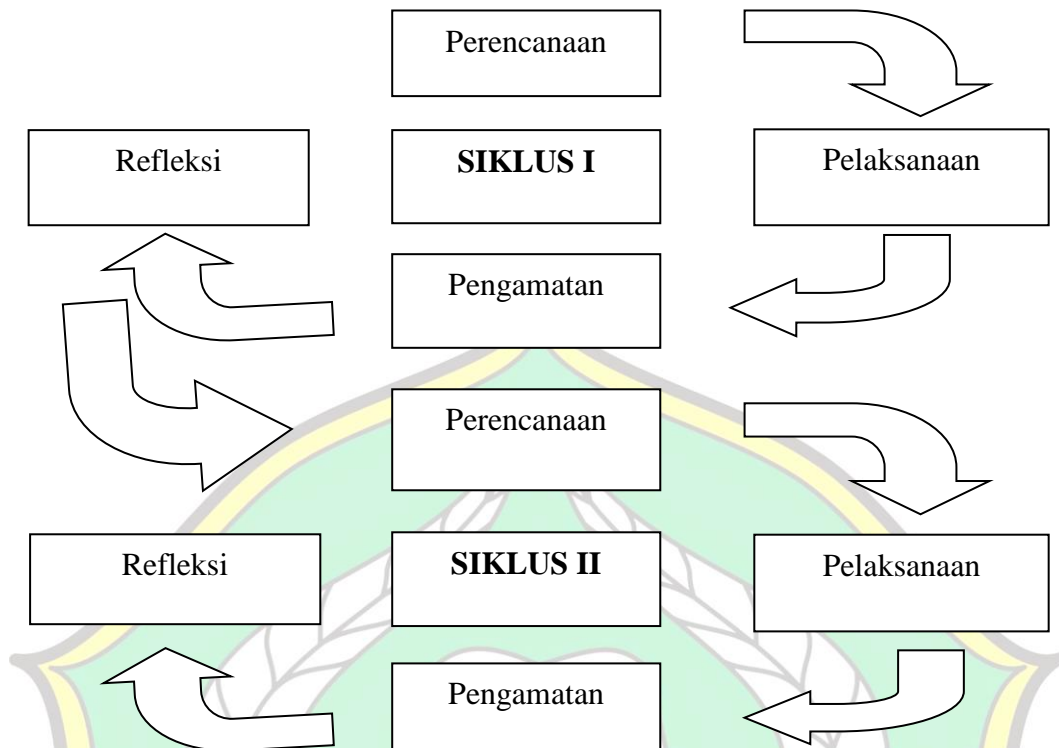 Perencanaan
Refleksi
SIKLUS I
Pelaksanaan
Pengamatan
Perencanaan
Refleksi
SIKLUS II
Pelaksanaan
Pengamatan